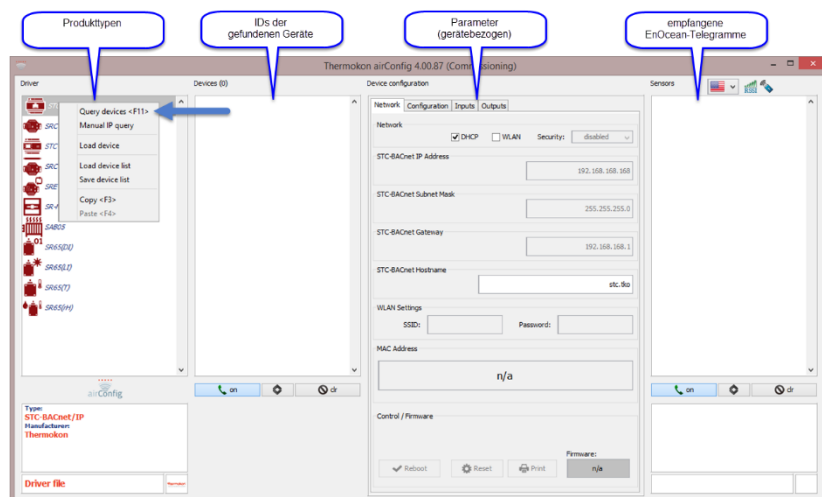 Produkttypen
IDs der
gefundenen Geräte
Parameter
(gerätebezogen)
empfangene
EnOcean-Telegramme
Thermokon airConfig 4.00.87 (Commissioning)
Driver
Devices (0)
Device configuration
Sensors
Query devices <F11>
Manual IP query
Load device
Load device list
Save device list
Copy <F3>
Paste <F4>
SRC
STC
SRC
SRE
SR-
SAB05
SR65(DI)
SR65(LI)
SR65(T)
SR65(rH)
Network
Configuration
Inputs
Outputs
Network
DHCP
WLAN
Security:
disabled
STC-BACnet IP Address
192.168.168.168
STC-BACnet Subnet Mask
255.255.255.0
STC-BACnet Gateway
192.168.168.1
STC-BACnet Hostname
stc.tko
WLAN Settings
SSID:
Password:
MAC Address
n/a
Control / Firmware
Firmware:
Reboot
Reset
Print
n/a
airConfig
on
clr
on
clr
Type:
STC-BACnet/IP
Manufacturer:
Thermokon
Driver file